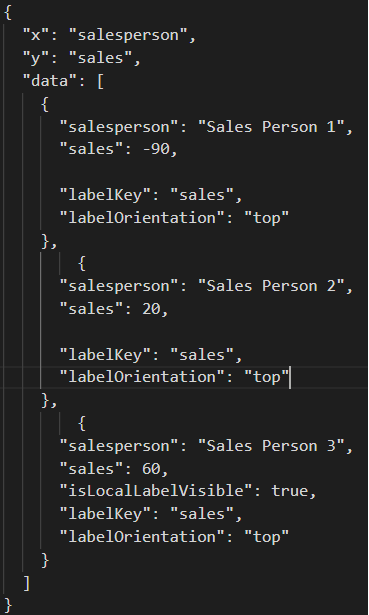 {
  "x": "salesperson",
  "y": "sales",
  "data": [
    {
      "salesperson": "Sales Person 1",
      "sales": -90,

      "labelKey": "sales",
      "labelOrientation": "top"
    },
        {
      "salesperson": "Sales Person 2",
      "sales": 20,

      "labelKey": "sales",
      "labelOrientation": "top"
    },
        {
      "salesperson": "Sales Person 3",
      "sales": 60,
      "isLocalLabelVisible": true,
      "labelKey": "sales",
      "labelOrientation": "top"
    }
  ]
}